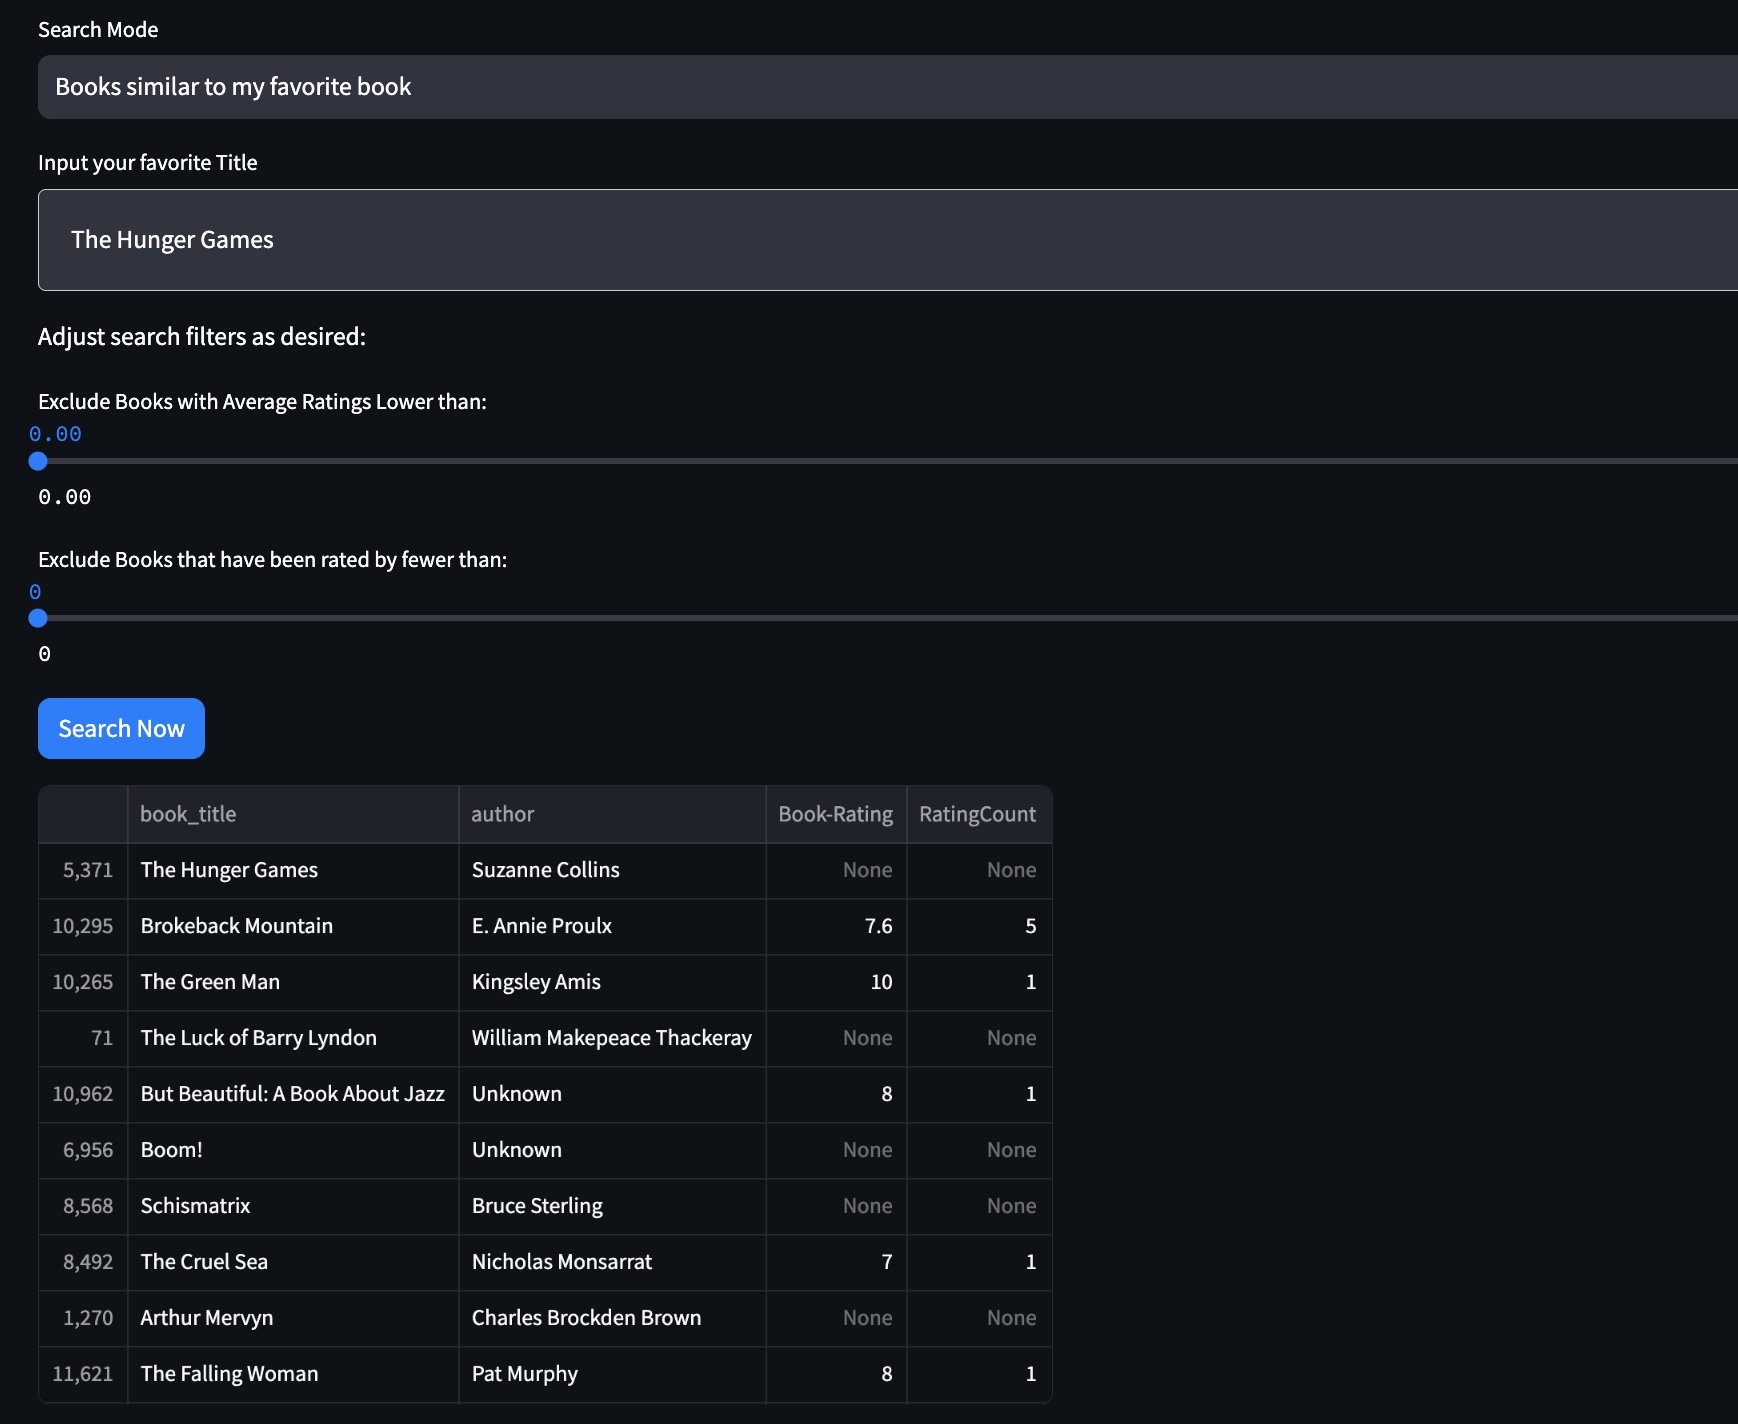 Search Mode
Books similar to my favorite book
Input your favorite Title
The Hunger Games
Adjust search filters as desired:
Exclude Books with Average Ratings Lower than:
0.00
0.00
Exclude Books that have been rated by fewer than:
0
0
Search Now
book_title author Book-Rating RatingCount
5,371 The Hunger Games Suzanne Collins None None
10,295 Brokeback Mountain E. Annie Proulx 7.6 5
10,265 The Green Man Kingsley Amis 10 1
71 The Luck of Barry Lyndon William Makepeace Thackeray None None
10,962 But Beautiful: A Book About Jazz Unknown 8 1
6,956 Boom! Unknown None None
8,568 Schismatrix Bruce Sterling None None
8,492 The Cruel Sea Nicholas Monsarrat 7 1
1,270 Arthur Mervyn Charles Brockden Brown None None
11,621 The Falling Woman Pat Murphy 8 1